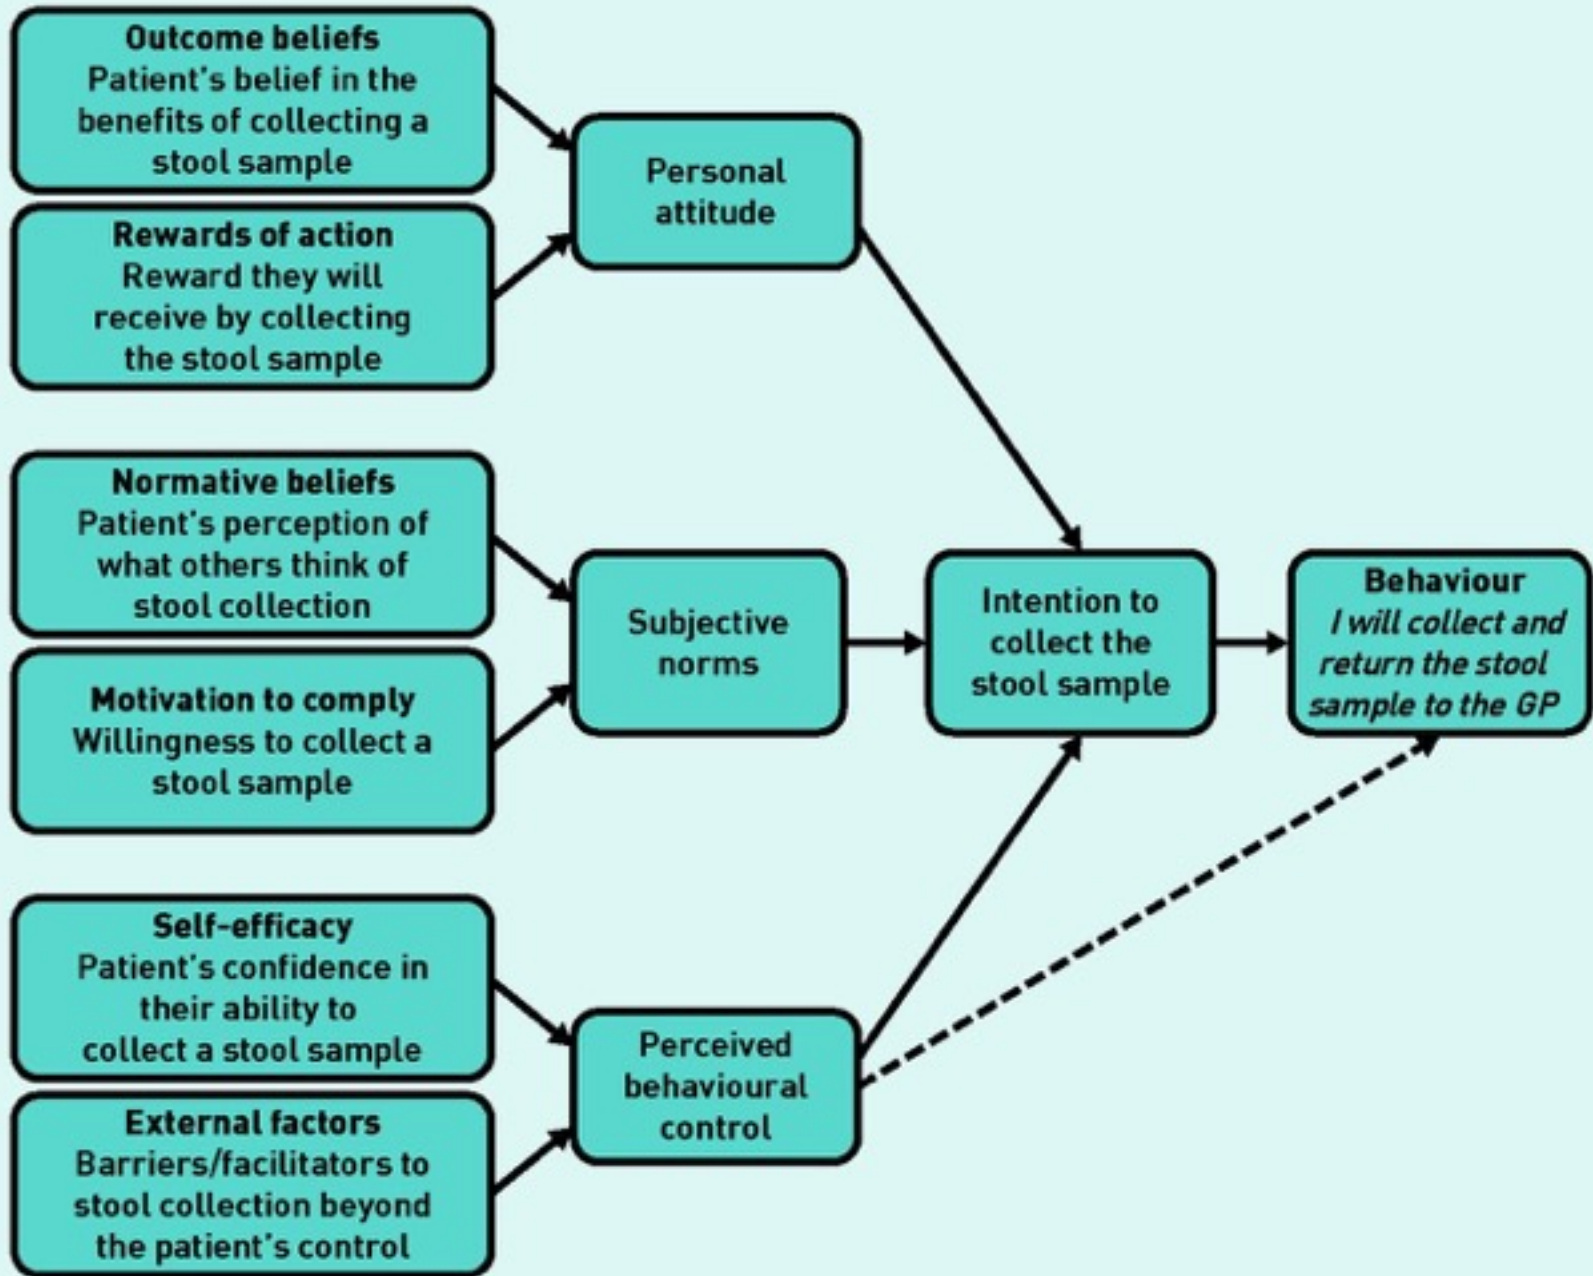 Outcome beliefs
Patient's belief in the
benefits of collecting a
stool sample
Rewards of action
Reward they will
receive by collecting
the stool sample
Personal
attitude
Normative beliefs
Patient's perception of
what others think of
stool collection
Motivation to comply
Willingness to collect a
stool sample
Subjective
norms
Intention to
collect the
stool sample
Behaviour
I will collect and
return the stool
sample to the GP
Self-efficacy
Patient's confidence in
their ability to
collect a stool sample
External factors
Barriers/facilitators to
stool collection beyond
the patient's control
Perceived
behavioural
control